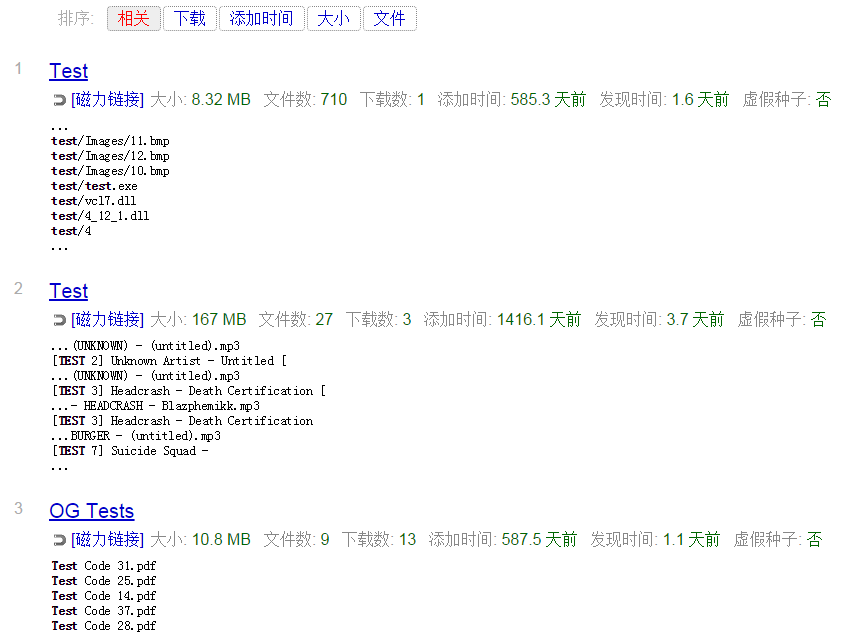 排序: 相关 下载 添加时间 大小 文件
1 Test
[磁力链接] 大小: 8.32 MB 文件数: 710 下载数: 1 添加时间: 585.3 天前 发现时间: 1.6 天前 虚假种子: 否
...
test/Images/11.bmp
test/Images/12.bmp
test/Images/10.bmp
test/test.exe
test/vcl7.dll
test/4_12_1.dll
test/4
...
2 Test
[磁力链接] 大小: 167 MB 文件数: 27 下载数: 3 添加时间: 1416.1 天前 发现时间: 3.7 天前 虚假种子: 否
...(UNKNOWN) - (untitled).mp3
[TEST 2] Unknown Artist - Untitled [
...(UNKNOWN) - (untitled).mp3
[TEST 3] Headcrash - Death Certification [
...- HEADCRASH - Blazphemikk.mp3
[TEST 3] Headcrash - Death Certification
...BURGER - (untitled).mp3
[TEST 7] Suicide Squad -
...
3 OG Tests
[磁力链接] 大小: 10.8 MB 文件数: 9 下载数: 13 添加时间: 587.5 天前 发现时间: 1.1 天前 虚假种子: 否
Test Code 31.pdf
Test Code 25.pdf
Test Code 14.pdf
Test Code 37.pdf
Test Code 28.pdf